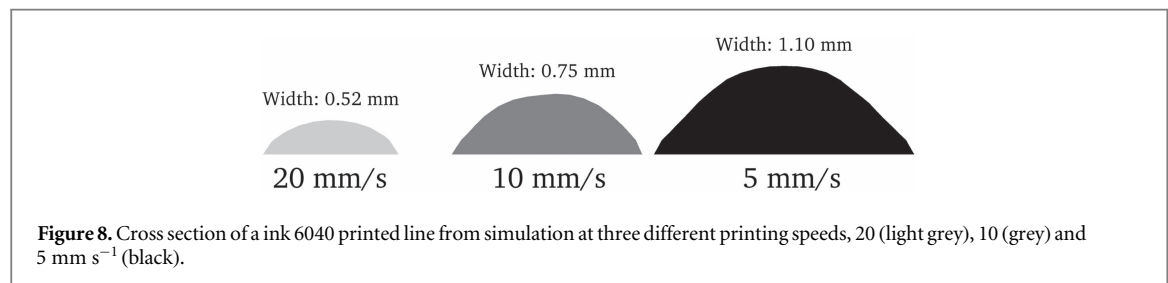 Width: 0.52 mm
Width: 0.75 mm
Width: 1.10 mm
20 mm/s
10 mm/s
5 mm/s
Figure 8. Cross section of a ink 6040 printed line from simulation at three different printing speeds, 20 (light grey), 10 (grey) and
5 mm s⁻¹ (black).